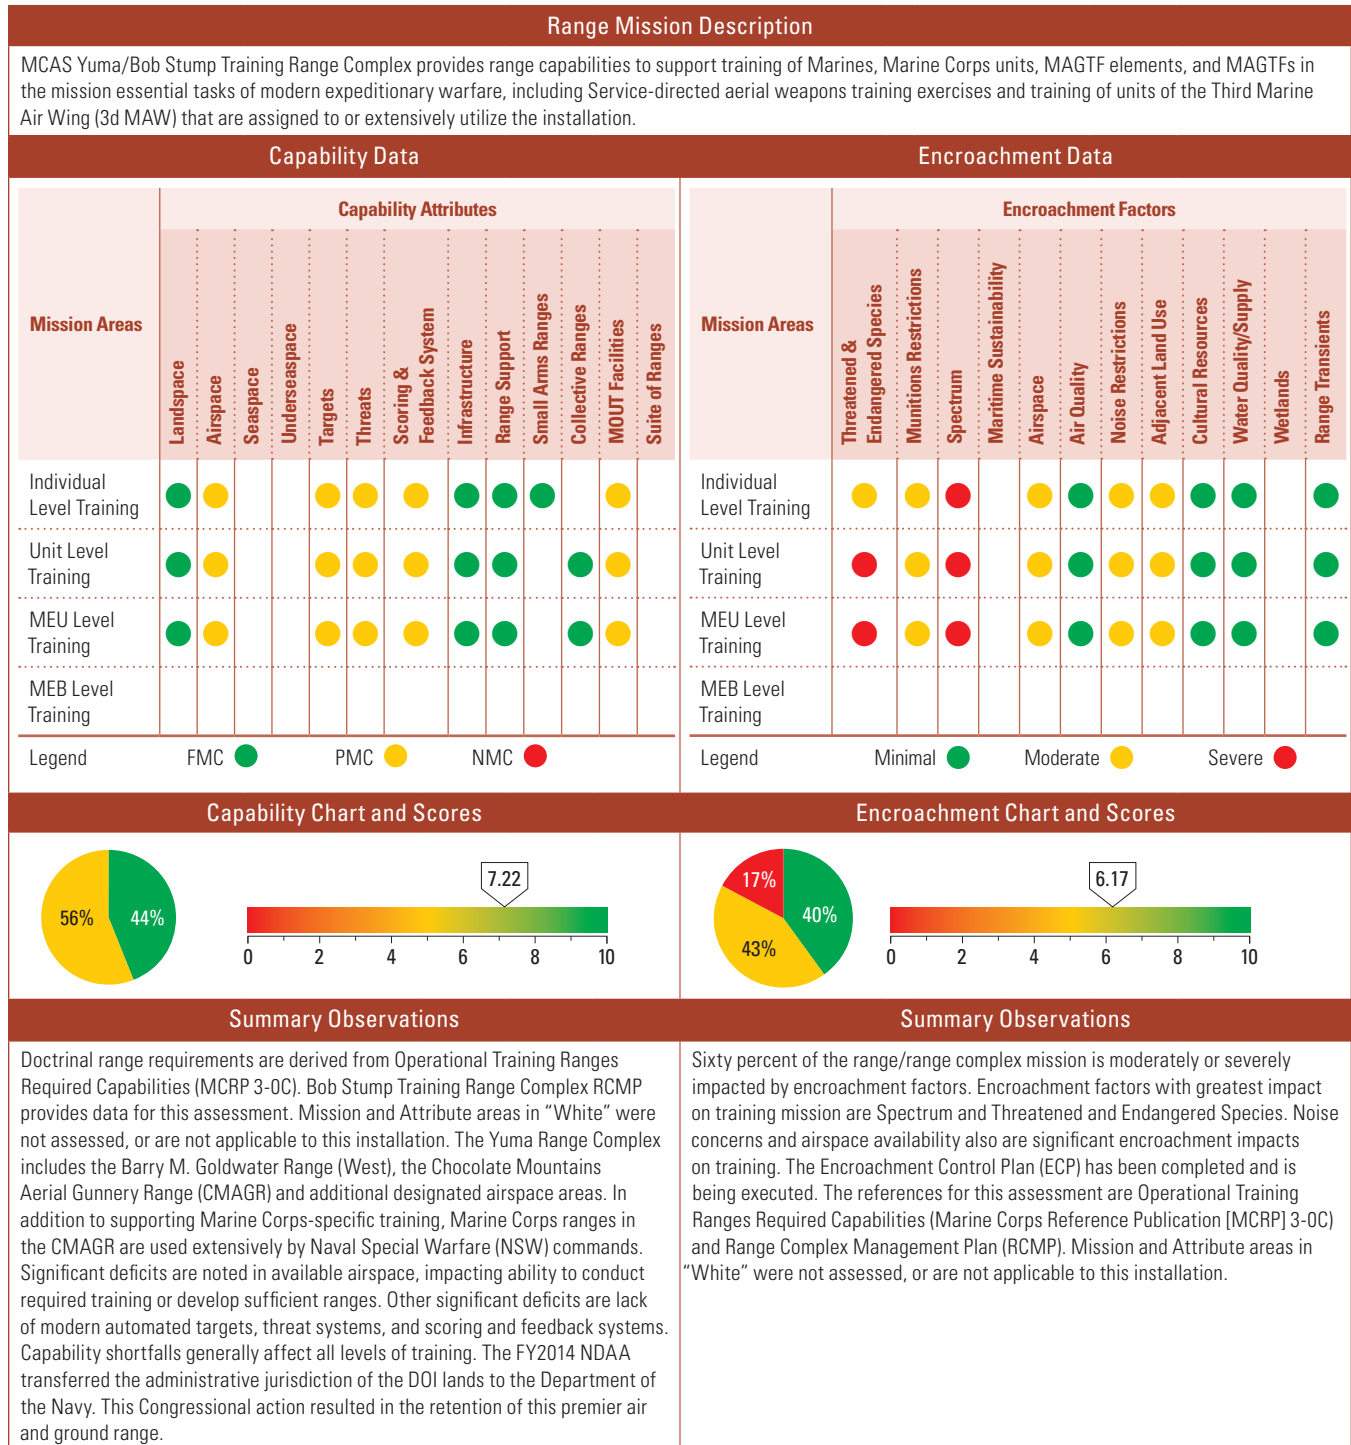 Range Mission Description
MCAS Yuma/Bob Stump Training Range Complex provides range capabilities to support training of Marines, Marine Corps units, MAGTF elements, and MAGTFs in
the mission essential tasks of modern expeditionary warfare, including Service-directed aerial weapons training exercises and training of units of the Third Marine
Air Wing (3d MAW) that are assigned to or extensively utilize the installation.
Capability Data
Mission Areas
Capability Attributes
Landspace
Airspace
Seaspace
Underseaspace
Targets
Threats
Scoring &
Feedback System
Infrastructure
Range Support
Small Arms Ranges
Collective Ranges
MOUT Facilities
Suite of Ranges
Individual
Level Training
Unit Level
Training
MEU Level
Training
MEB Level
Training
Legend FMC PMC NMC
Encroachment Data
Mission Areas
Encroachment Factors
Threatened &
Endangered Species
Munitions Restrictions
Spectrum
Maritime Sustainability
Airspace
Air Quality
Noise Restrictions
Adjacent Land Use
Cultural Resources
Water Quality/Supply
Wetlands
Range Transients
Individual
Level Training
Unit Level
Training
MEU Level
Training
MEB Level
Training
Legend Minimal Moderate Severe
Capability Chart and Scores
56% 44%
7.22
0 2 4 6 8 10
Encroachment Chart and Scores
17%
40%
43%
6.17
0 2 4 6 8 10
Summary Observations
Doctrinal range requirements are derived from Operational Training Ranges
Required Capabilities (MCRP 3-0C). Bob Stump Training Range Complex RCMP
provides data for this assessment. Mission and Attribute areas in “White” were
not assessed, or are not applicable to this installation. The Yuma Range Complex
includes the Barry M. Goldwater Range (West), the Chocolate Mountains
Aerial Gunnery Range (CMAGR) and additional designated airspace areas. In
addition to supporting Marine Corps-specific training, Marine Corps ranges in
the CMAGR are used extensively by Naval Special Warfare (NSW) commands.
Significant deficits are noted in available airspace, impacting ability to conduct
required training or develop sufficient ranges. Other significant deficits are lack
of modern automated targets, threat systems, and scoring and feedback systems.
Capability shortfalls generally affect all levels of training. The FY2014 NDAA
transferred the administrative jurisdiction of the DOI lands to the Department of
the Navy. This Congressional action resulted in the retention of this premier air
and ground range.
Summary Observations
Sixty percent of the range/range complex mission is moderately or severely
impacted by encroachment factors. Encroachment factors with greatest impact
on training mission are Spectrum and Threatened and Endangered Species. Noise
concerns and airspace availability also are significant encroachment impacts
on training. The Encroachment Control Plan (ECP) has been completed and is
being executed. The references for this assessment are Operational Training
Ranges Required Capabilities (Marine Corps Reference Publication [MCRP] 3-0C)
and Range Complex Management Plan (RCMP). Mission and Attribute areas in
“White” were not assessed, or are not applicable to this installation.